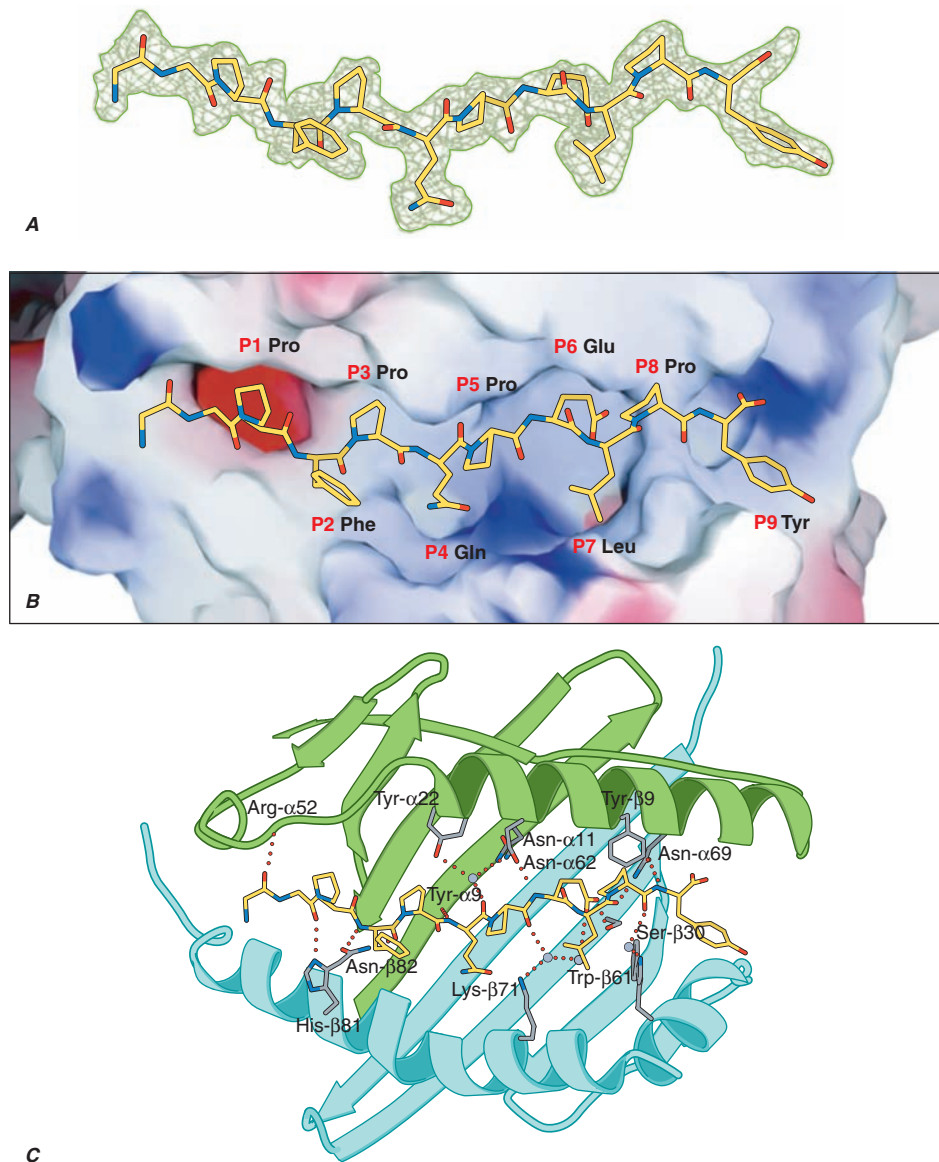 A
P1 Pro
P3 Pro
P5 Pro
P6 Glu
P8 Pro
P2 Phe
P4 Gln
P7 Leu
P9 Tyr
B
Arg-α52
Tyr-α22
Tyr-β9
Asn-α11
Asn-α62
Asn-α69
Tyr-α9
Asn-β82
Ser-β30
Lys-β71
Trp-β61
His-β81
C